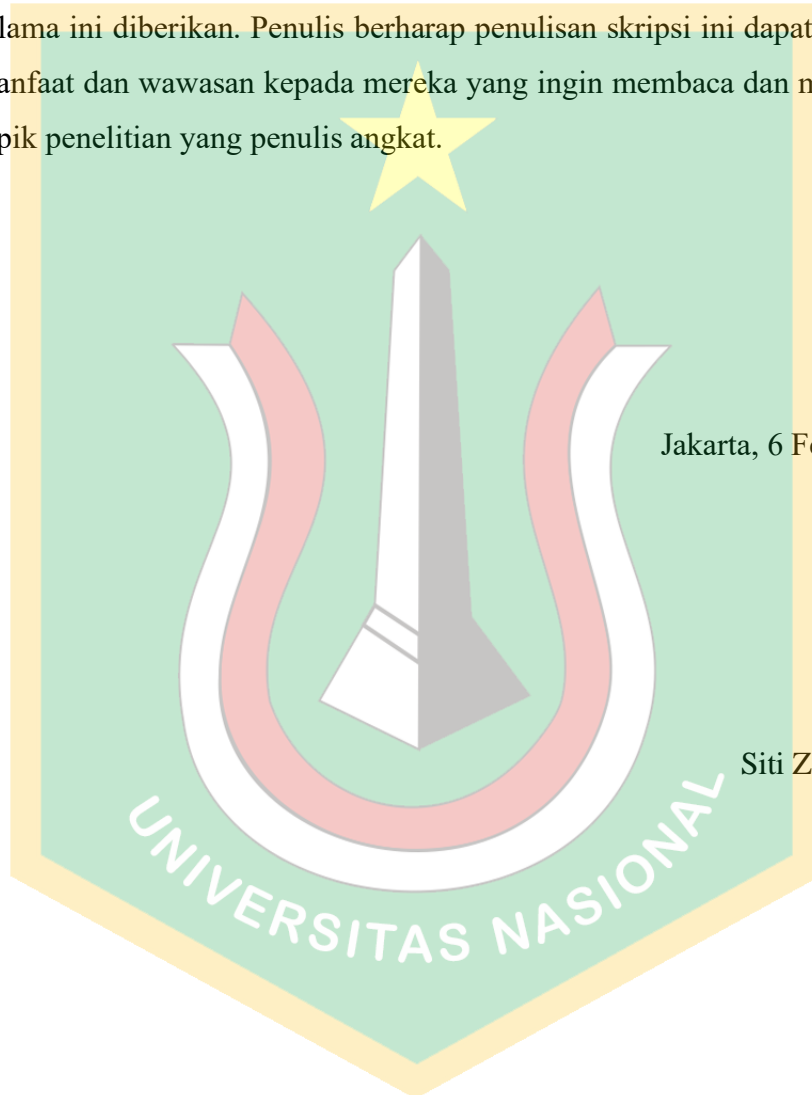 lama ini diberikan. Penulis berharap penulisan skripsi ini dapat
anfaat dan wawasan kepada mereka yang ingin membaca dan
pik penelitian yang penulis angkat.
Jakarta, 6
Siti
UNIVERSITAS NASIONAL